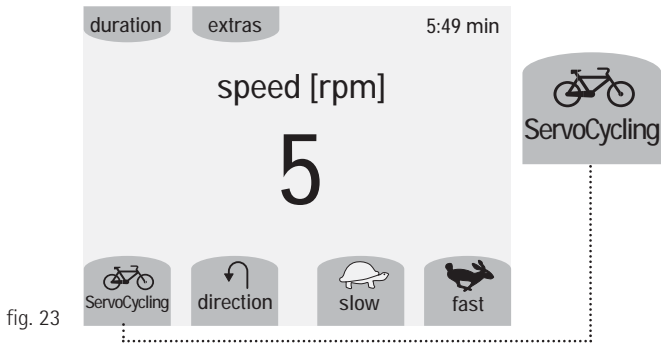 duration extras 5:49 min
speed [rpm]
5
ServoCycling
ServoCycling direction slow fast
fig. 23